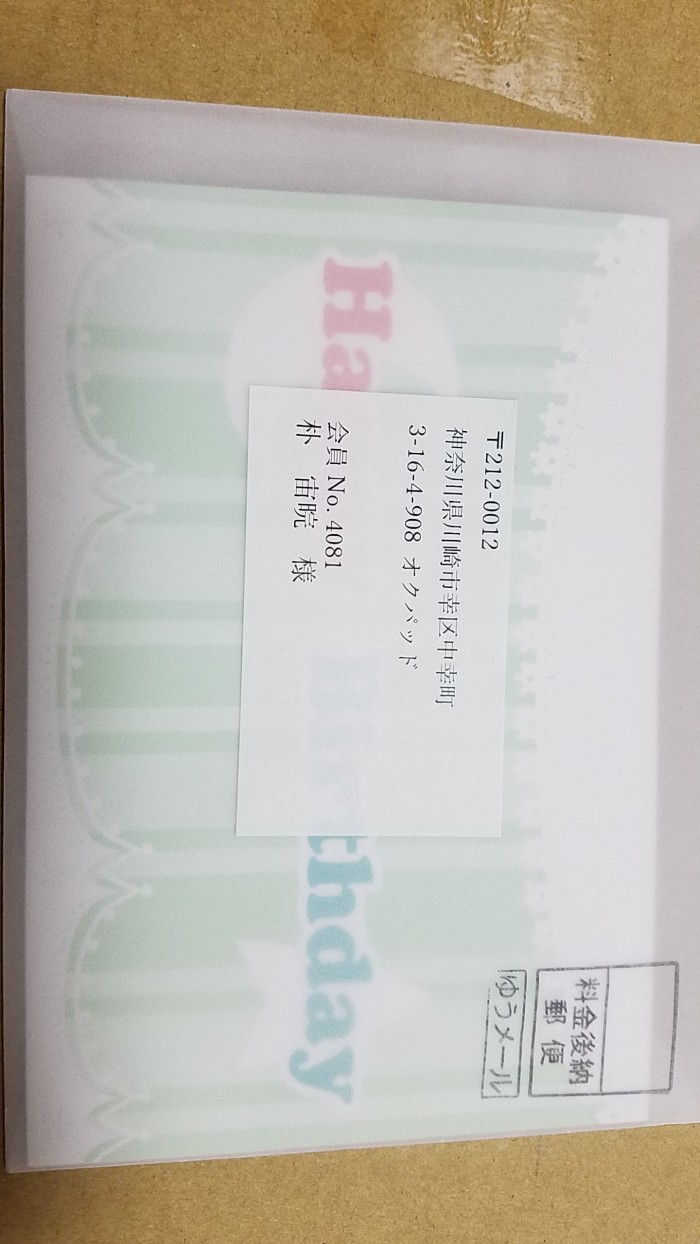 〒212-0012
神奈川県川崎市幸区中幸町
3-16-4-908 オクパッド
会員 No. 4081
朴 宙院 様
Ha
Birthday
料金後納
郵便
ゆうメール